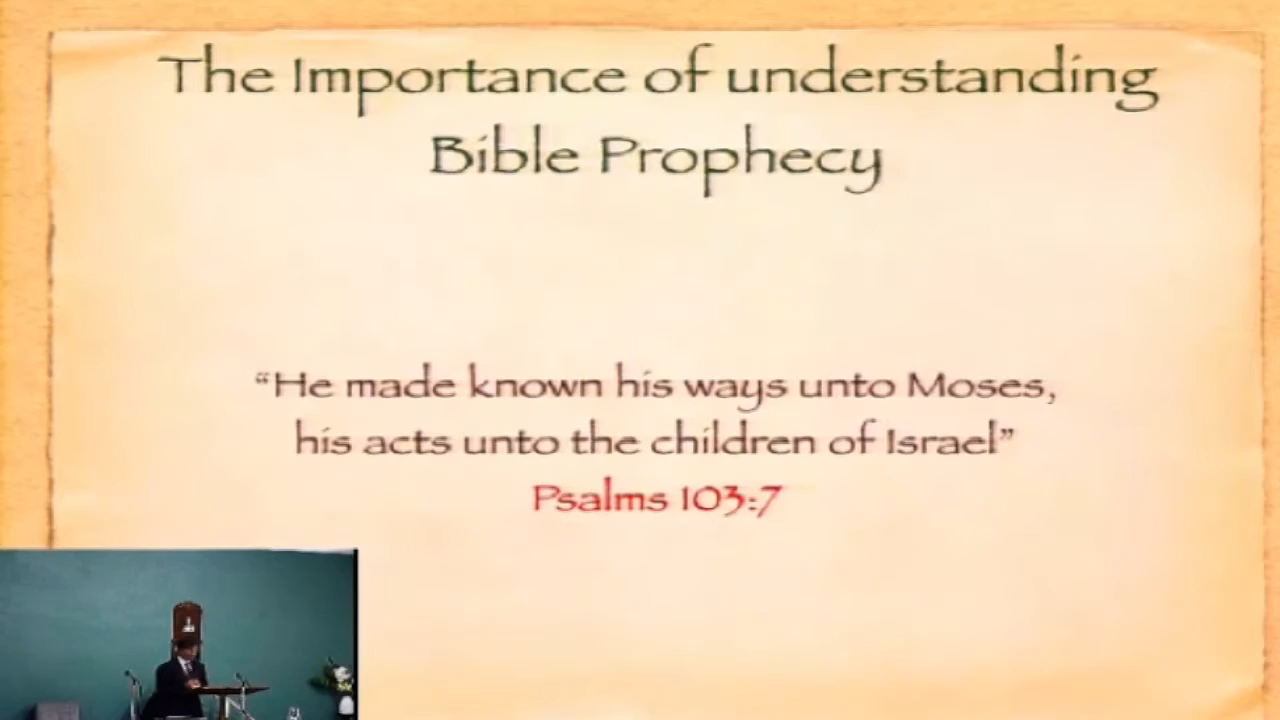 The Importance of understanding
Bible Prophecy
“He made known his ways unto Moses,
his acts unto the children of Israel”
Psalms 103:7